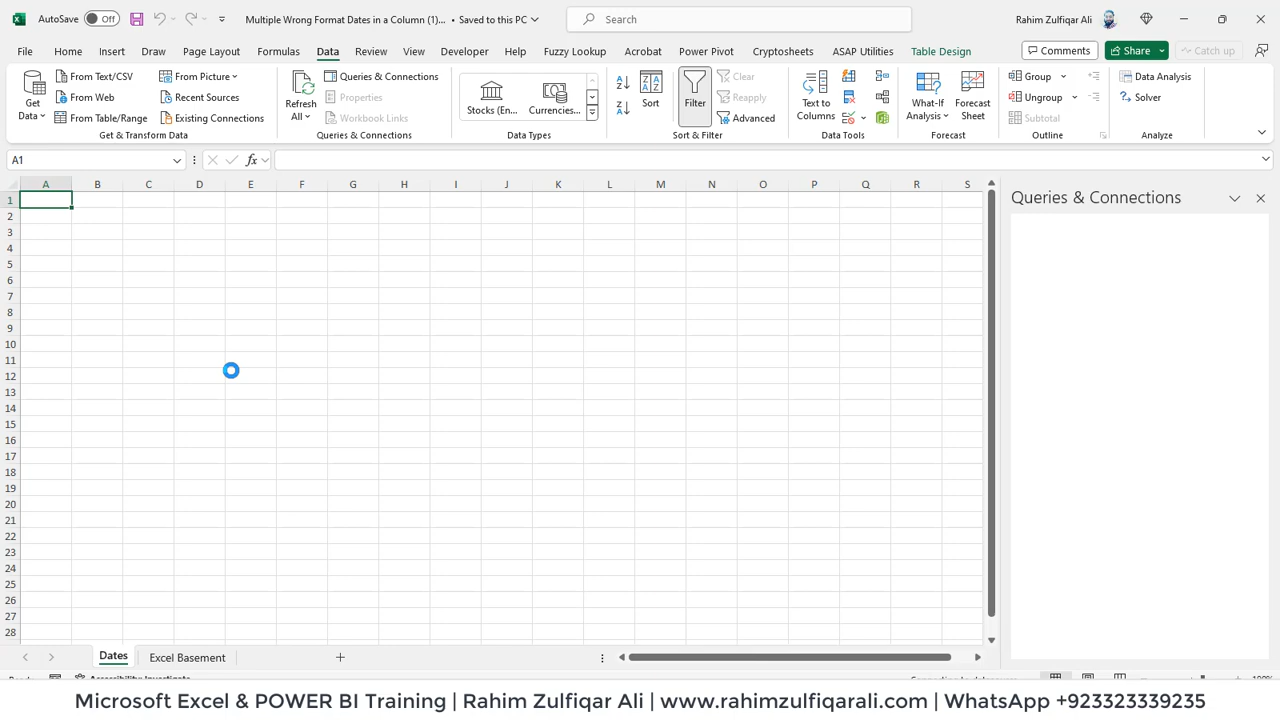 AutoSave Off Multiple Wrong Format Dates in a Column (1)... • Saved to this PC Search Rahim Zulfiqar Ali
File Home Insert Draw Page Layout Formulas Data Review View Developer Help Fuzzy Lookup Acrobat Power Pivot Cryptosheets ASAP Utilities Table Design Comments Share Catch up
From Text/CSV From Picture Queries & Connections Clear Group Data Analysis
Get Data From Web Recent Sources Refresh All Properties Stocks (En... Currencies... Sort Filter Reapply Text to Columns What-If Analysis Forecast Sheet Ungroup Solver
From Table/Range Existing Connections Workbook Links Advanced Subtotal
Get & Transform Data Queries & Connections Data Types Sort & Filter Data Tools Forecast Outline Analyze
A1 fx
A B C D E F G H I J K L M N O P Q R S
Queries & Connections
1
2
3
4
5
6
7
8
9
10
11
12
13
14
15
16
17
18
19
20
21
22
23
24
25
26
27
28
Dates Excel Basement
Microsoft Excel & POWER BI Training | Rahim Zulfiqar Ali | www.rahimzulfiqarali.com | WhatsApp +923323339235